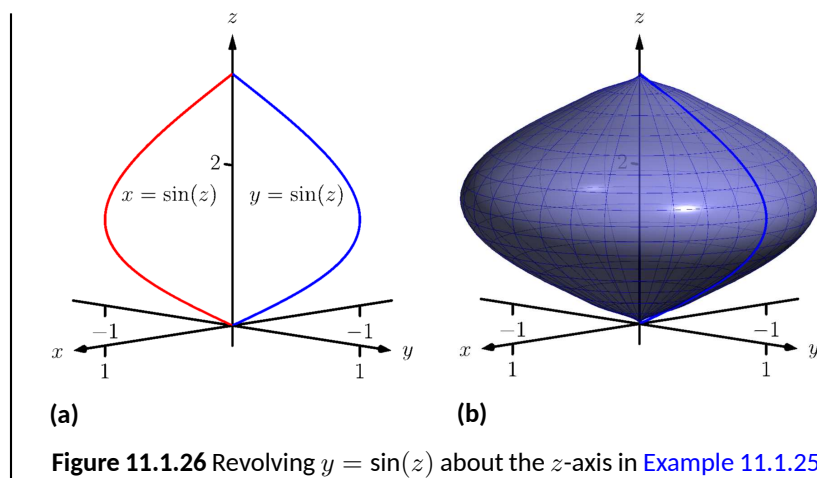 z
2
x = sin(z)
y = sin(z)
−1
−1
x
y
1
1
(a)
z
2
−1
−1
x
y
1
1
(b)
Figure 11.1.26 Revolving y = sin(z) about the z-axis in Example 11.1.25